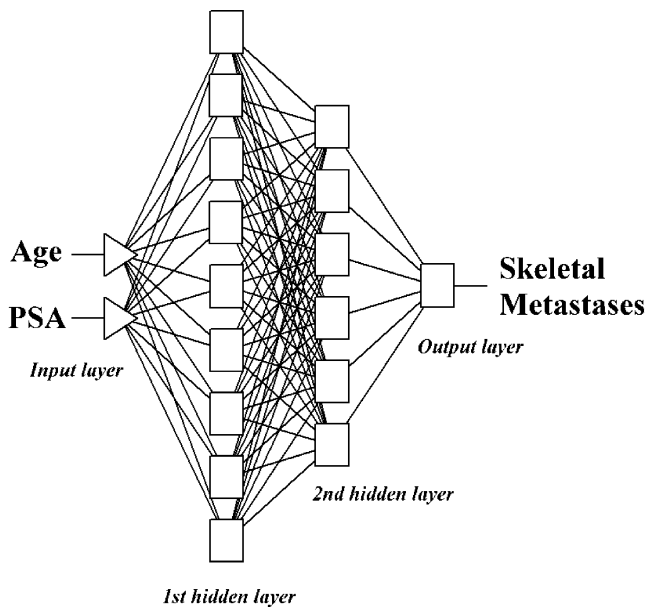 Age
PSA
Input layer
Skeletal
Metastases
Output layer
2nd hidden layer
1st hidden layer